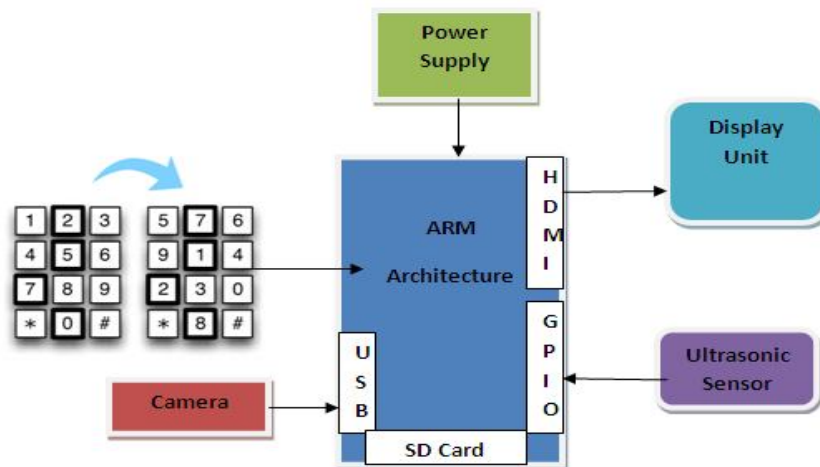 Power
Supply
Display
Unit
H
D
M
I
ARM
Architecture
1 2 3
4 5 6
7 8 9
* 0 #
5 7 6
9 1 4
2 3 0
* 8 #
G
P
I
O
U
S
B
Ultrasonic
Sensor
Camera
SD Card